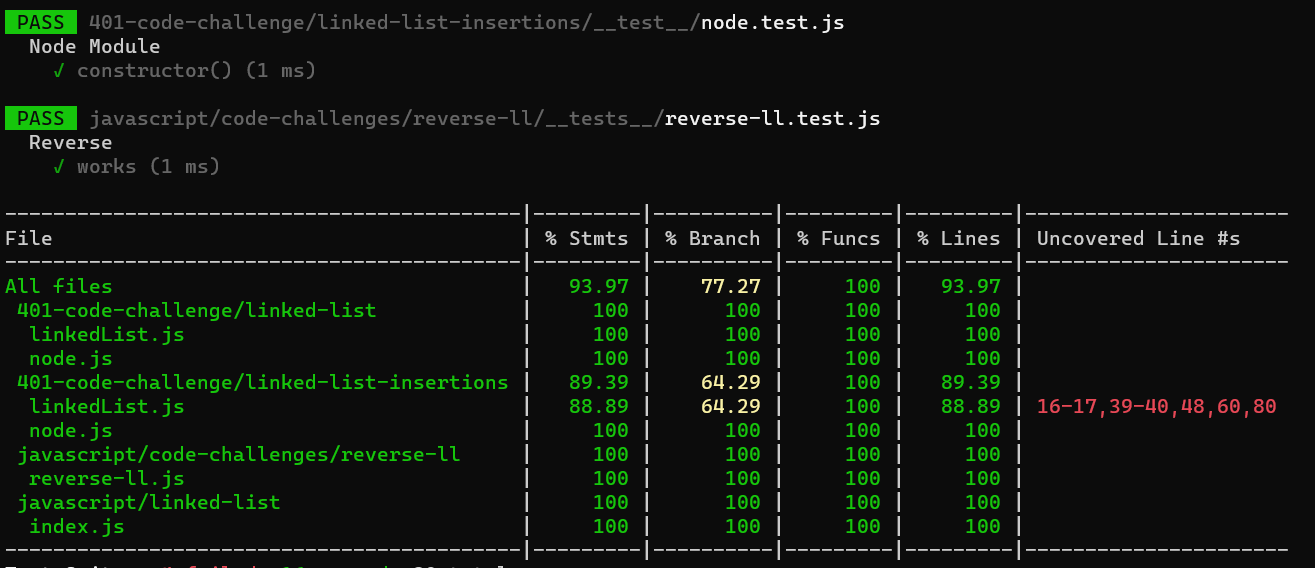 PASS 401-code-challenge/linked-list-insertions/__test__/node.test.js
Node Module
√ constructor() (1 ms)
PASS javascript/code-challenges/reverse-ll/__tests__/reverse-ll.test.js
Reverse
√ works (1 ms)
-------------------------------------------|---------|----------|---------|---------|----------------------
File | % Stmts | % Branch | % Funcs | % Lines | Uncovered Line #s
-------------------------------------------|---------|----------|---------|---------|----------------------
All files | 93.97 | 77.27 | 100 | 93.97 |
401-code-challenge/linked-list | 100 | 100 | 100 | 100 |
linkedList.js | 100 | 100 | 100 | 100 |
node.js | 100 | 100 | 100 | 100 |
401-code-challenge/linked-list-insertions | 89.39 | 64.29 | 100 | 89.39 |
linkedList.js | 88.89 | 64.29 | 100 | 88.89 | 16-17,39-40,48,60,80
node.js | 100 | 100 | 100 | 100 |
javascript/code-challenges/reverse-ll | 100 | 100 | 100 | 100 |
reverse-ll.js | 100 | 100 | 100 | 100 |
javascript/linked-list | 100 | 100 | 100 | 100 |
index.js | 100 | 100 | 100 | 100 |
-------------------------------------------|---------|----------|---------|---------|----------------------